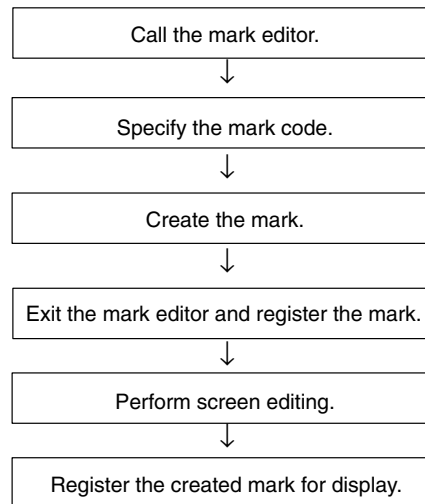 Call the mark editor.
Specify the mark code.
Create the mark.
Exit the mark editor and register the mark.
Perform screen editing.
Register the created mark for display.